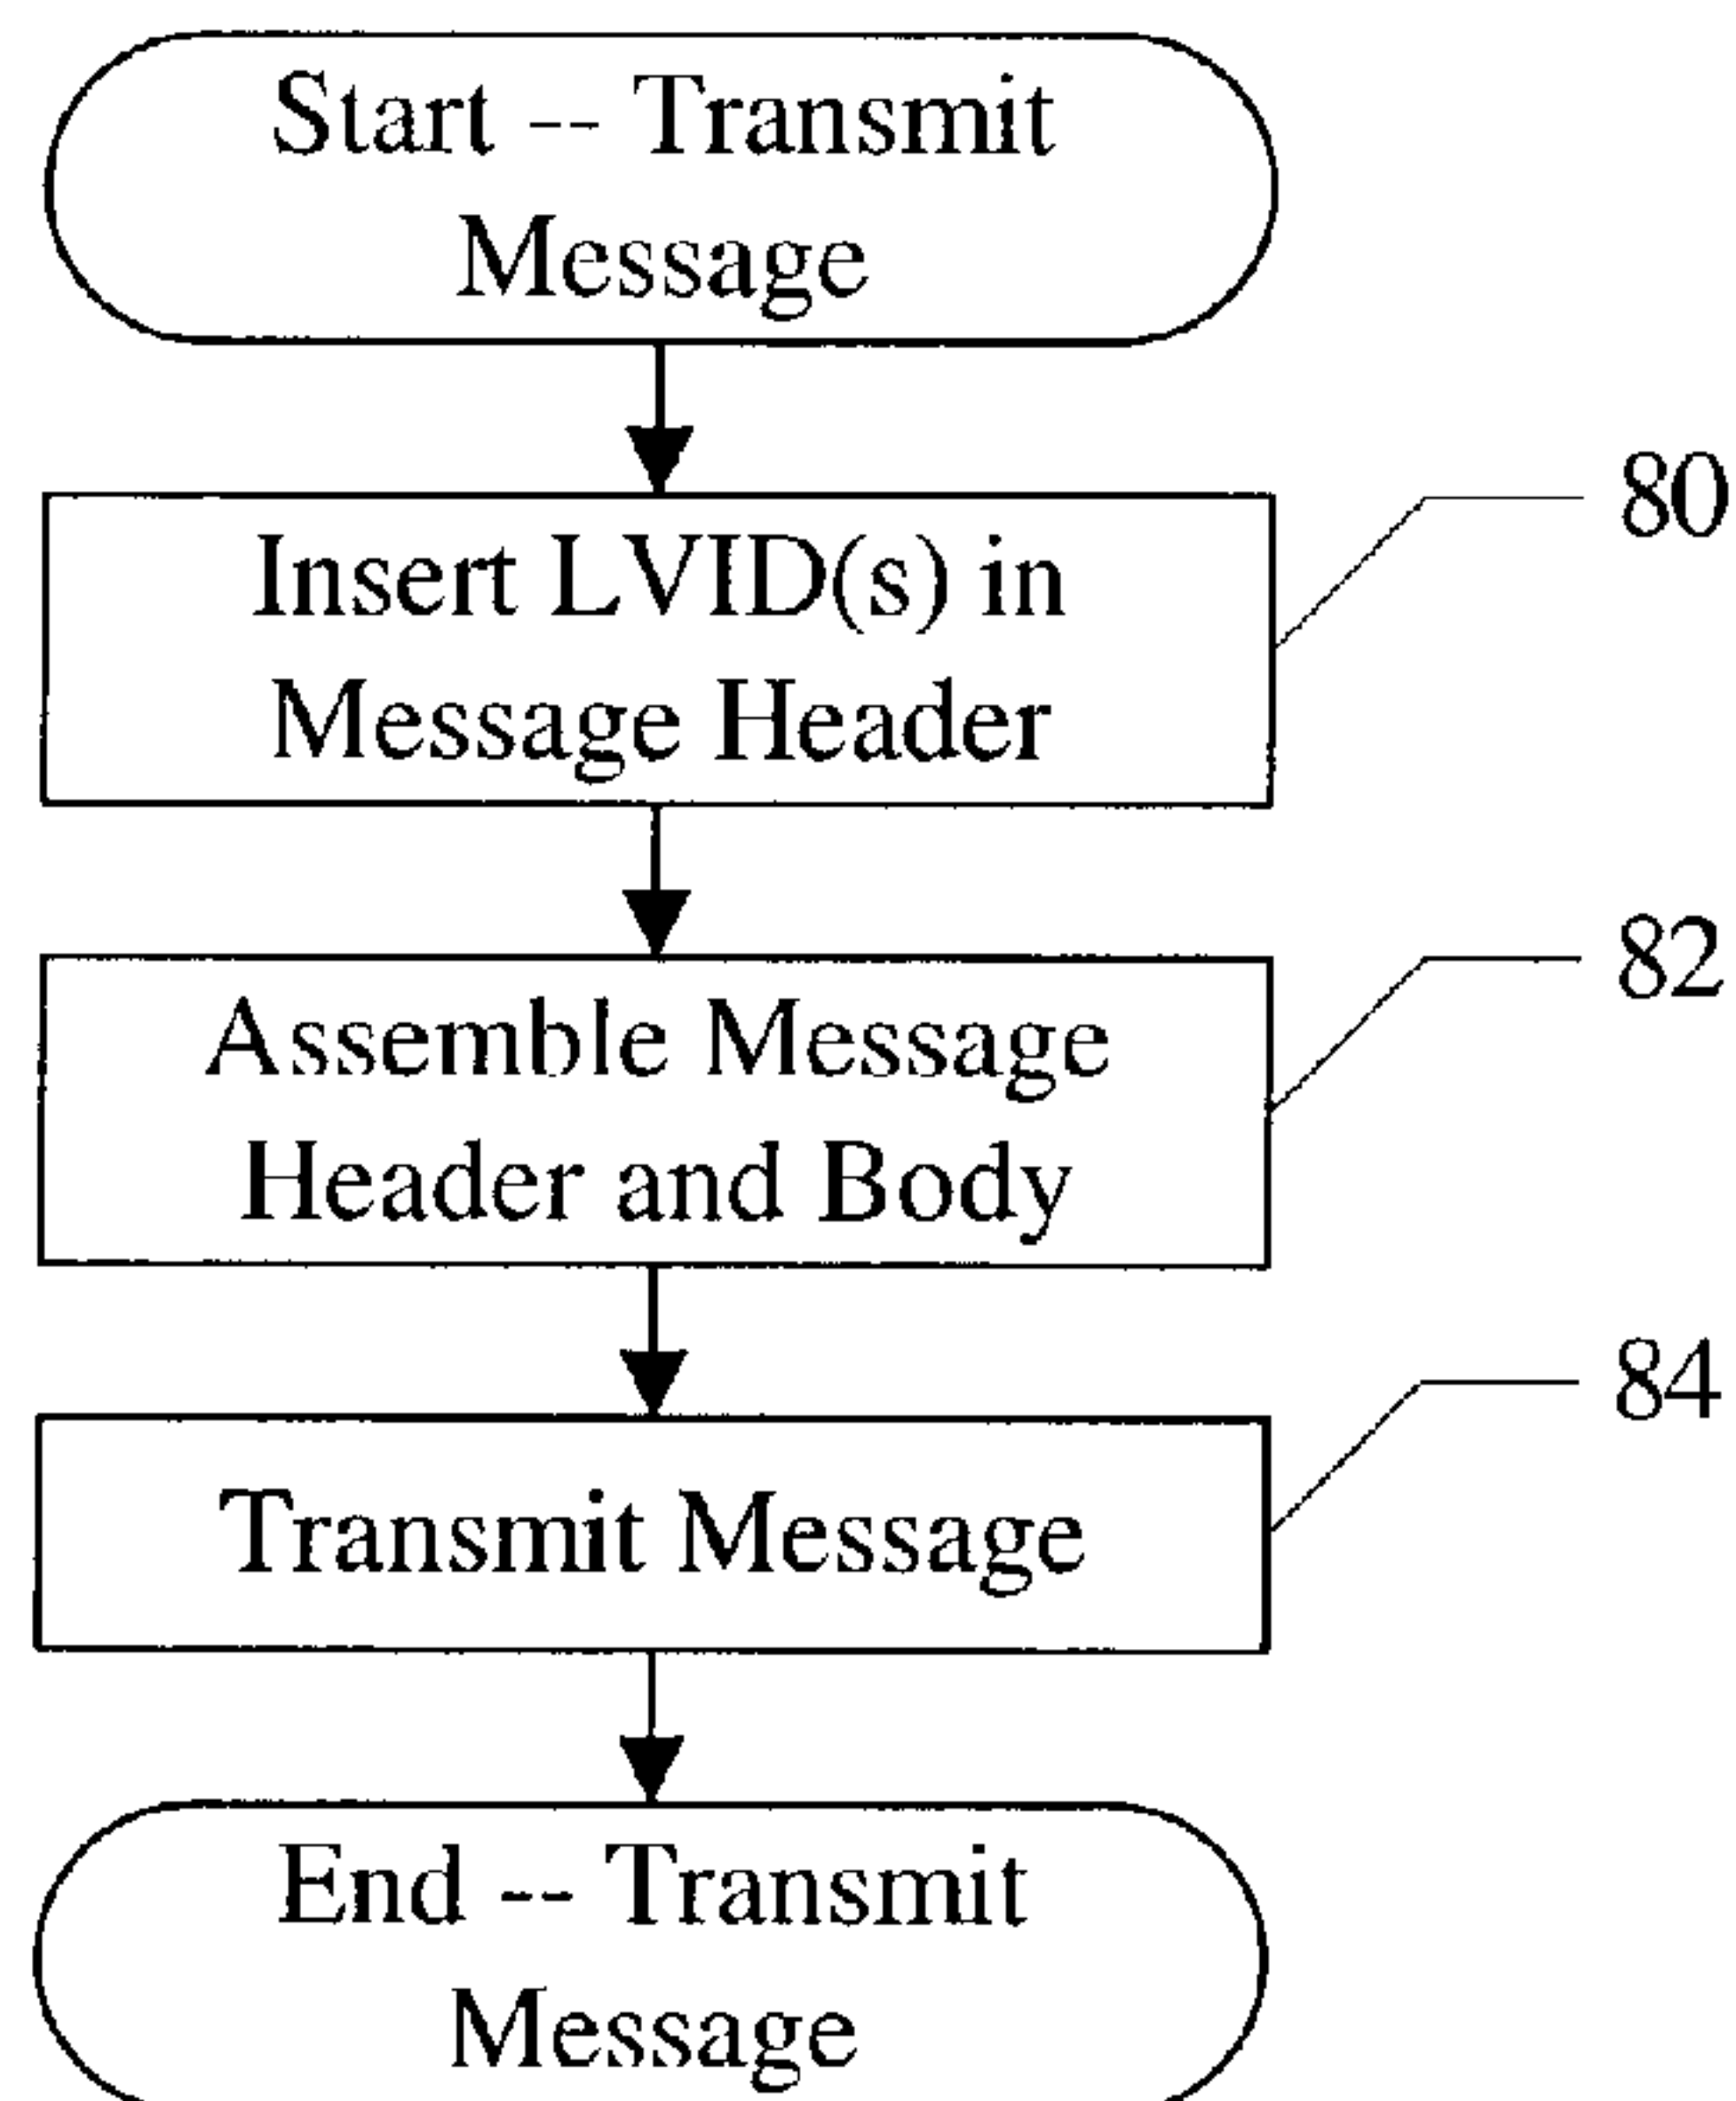 Start -- Transmit
Message
80
Insert LVID(s) in
Message Header
82
Assemble Message
Header and Body
84
Transmit Message
End -- Transmit
Message